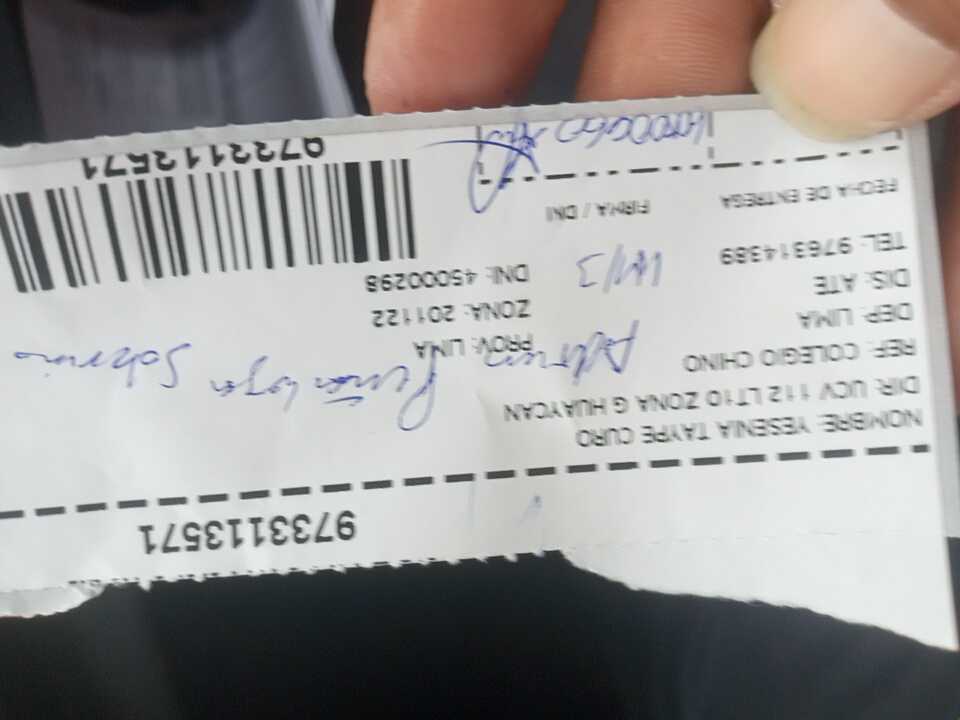 9733113571
NOMBRE: YESENIA TAYPE CURO
DIR: UCV 112 LT10 ZONA G HUAYCAN
REF: COLEGIO CHINO
DEP: LIMA PROV: LIMA
DIS: ATE ZONA: 201122
TEL: 976314389 DNI: 45000298
FECHA DE ENTREGA FIRMA / DNI
9733113571